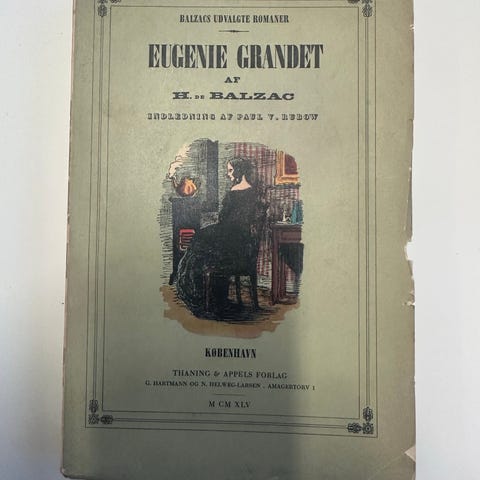 BALZACS UDVALGTE ROMANER
EUGENIE GRANDET
AF
H. DE BALZAC
INDLEDNING AF PAUL V. RUBOW
KØBENHAVN
THANING & APPELS FORLAG
G. HARTMANN OG N. HELWEG-LARSEN . AMAGERTORV 1
M CM XLV